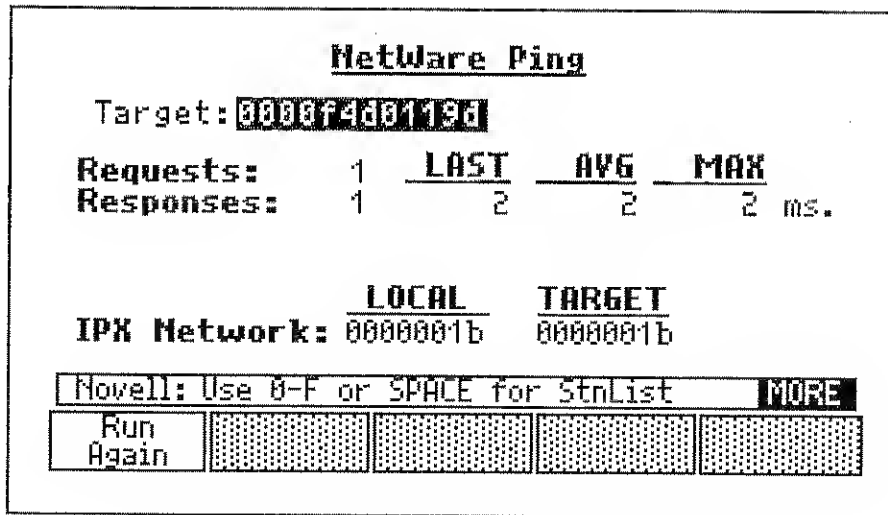 NetWare Ping
Target:0000f4d0119d
Requests: 1 LAST AVG MAX
Responses: 1 2 2 2 ms.
LOCAL TARGET
IPX Network: 0000001b 0000001b
Novell: Use 0-F or SPACE for StnList MORE
Run
Again